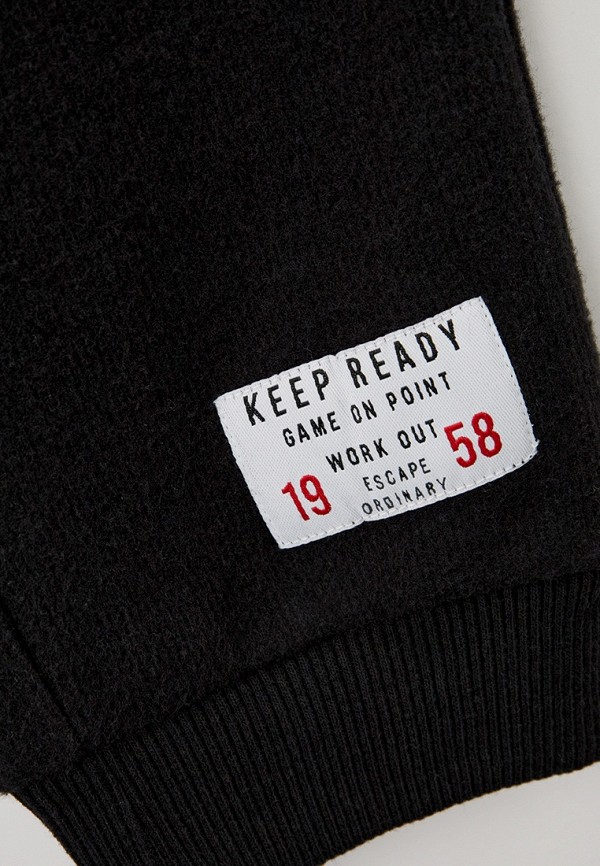 KEEP READY
GAME ON POINT
WORK OUT
19 ESCAPE 58
ORDINARY